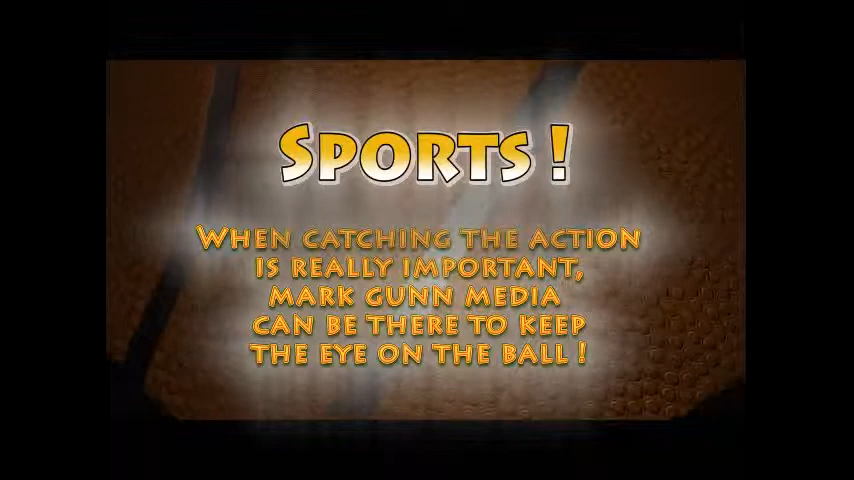 SPORTS !
WHEN CATCHING THE ACTION
IS REALLY IMPORTANT,
MARK GUNN MEDIA
CAN BE THERE TO KEEP
THE EYE ON THE BALL !